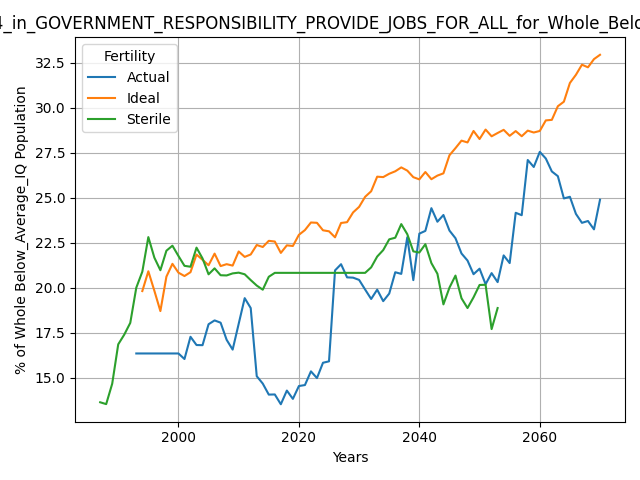 4_in_GOVERNMENT_RESPONSIBILITY_PROVIDE_JOBS_FOR_ALL_for_Whole_Belo
Fertility
Actual
Ideal
Sterile
% of Whole Below_Average_IQ Population
32.5
30.0
27.5
25.0
22.5
20.0
17.5
15.0
2000
2020
2040
2060
Years